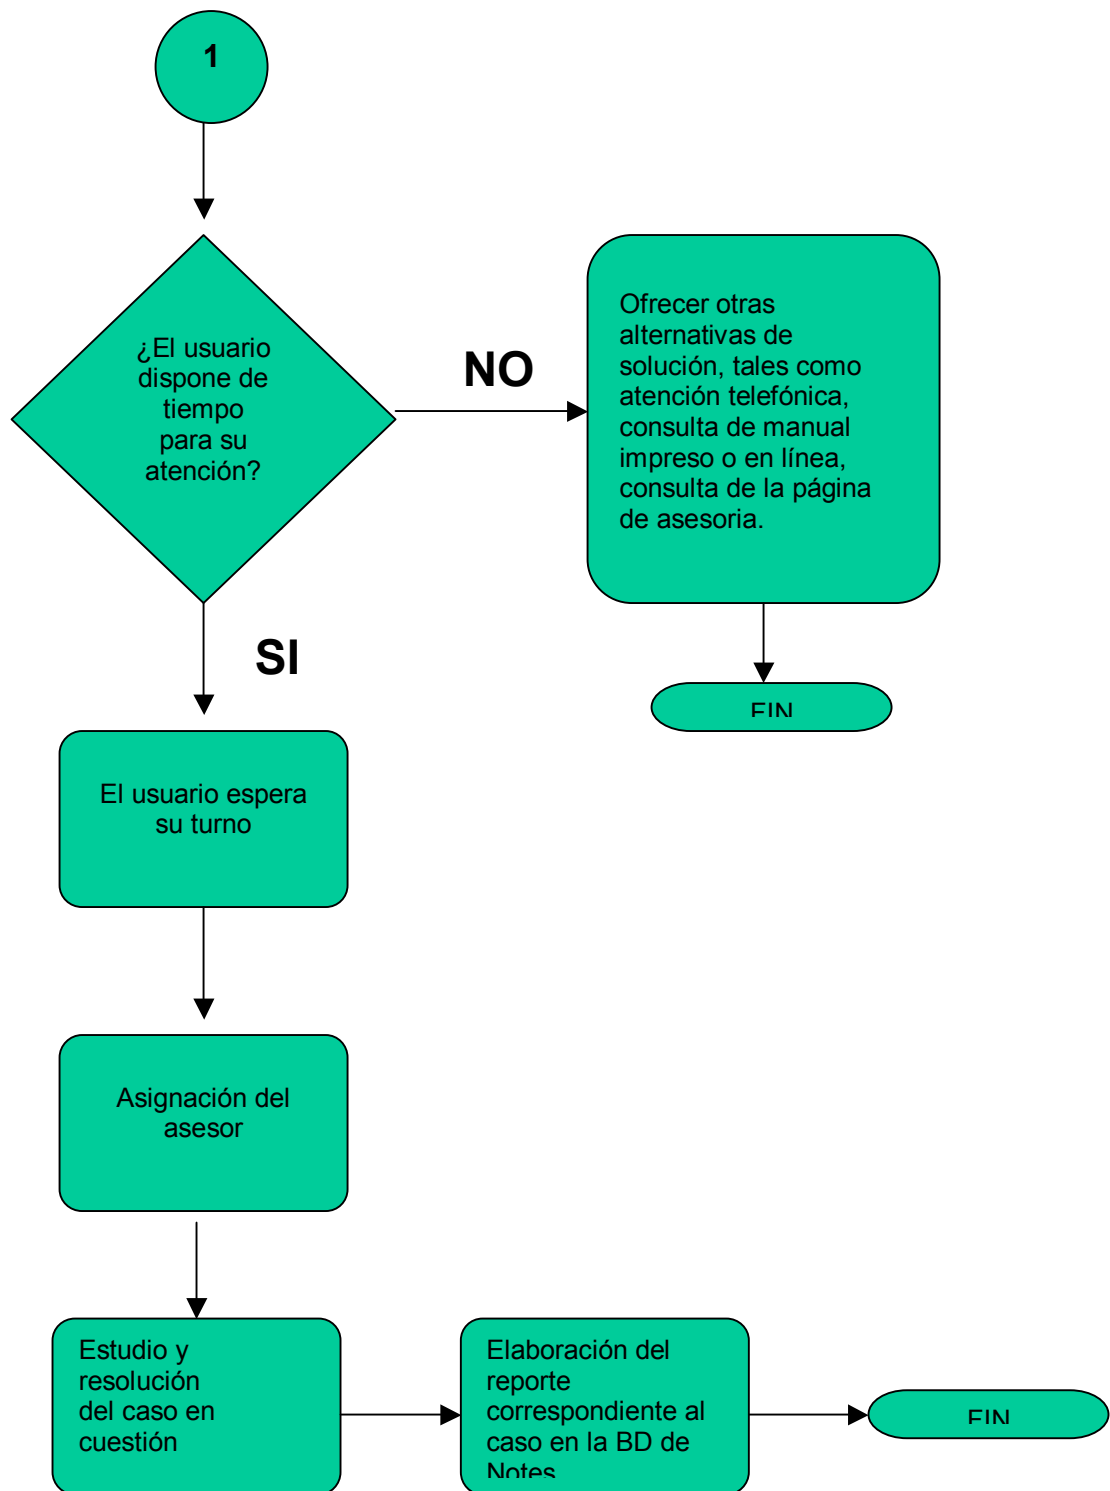 1
¿El usuario
dispone de
tiempo
para su
atención?
NO
Ofrecer otras
alternativas de
solución, tales como
atención telefónica,
consulta de manual
impreso o en línea,
consulta de la página
de asesoria.
SI
FIN
El usuario espera
su turno
Asignación del
asesor
Estudio y
resolución
del caso en
cuestión
Elaboración del
reporte
correspondiente al
caso en la BD de
Notes
FIN